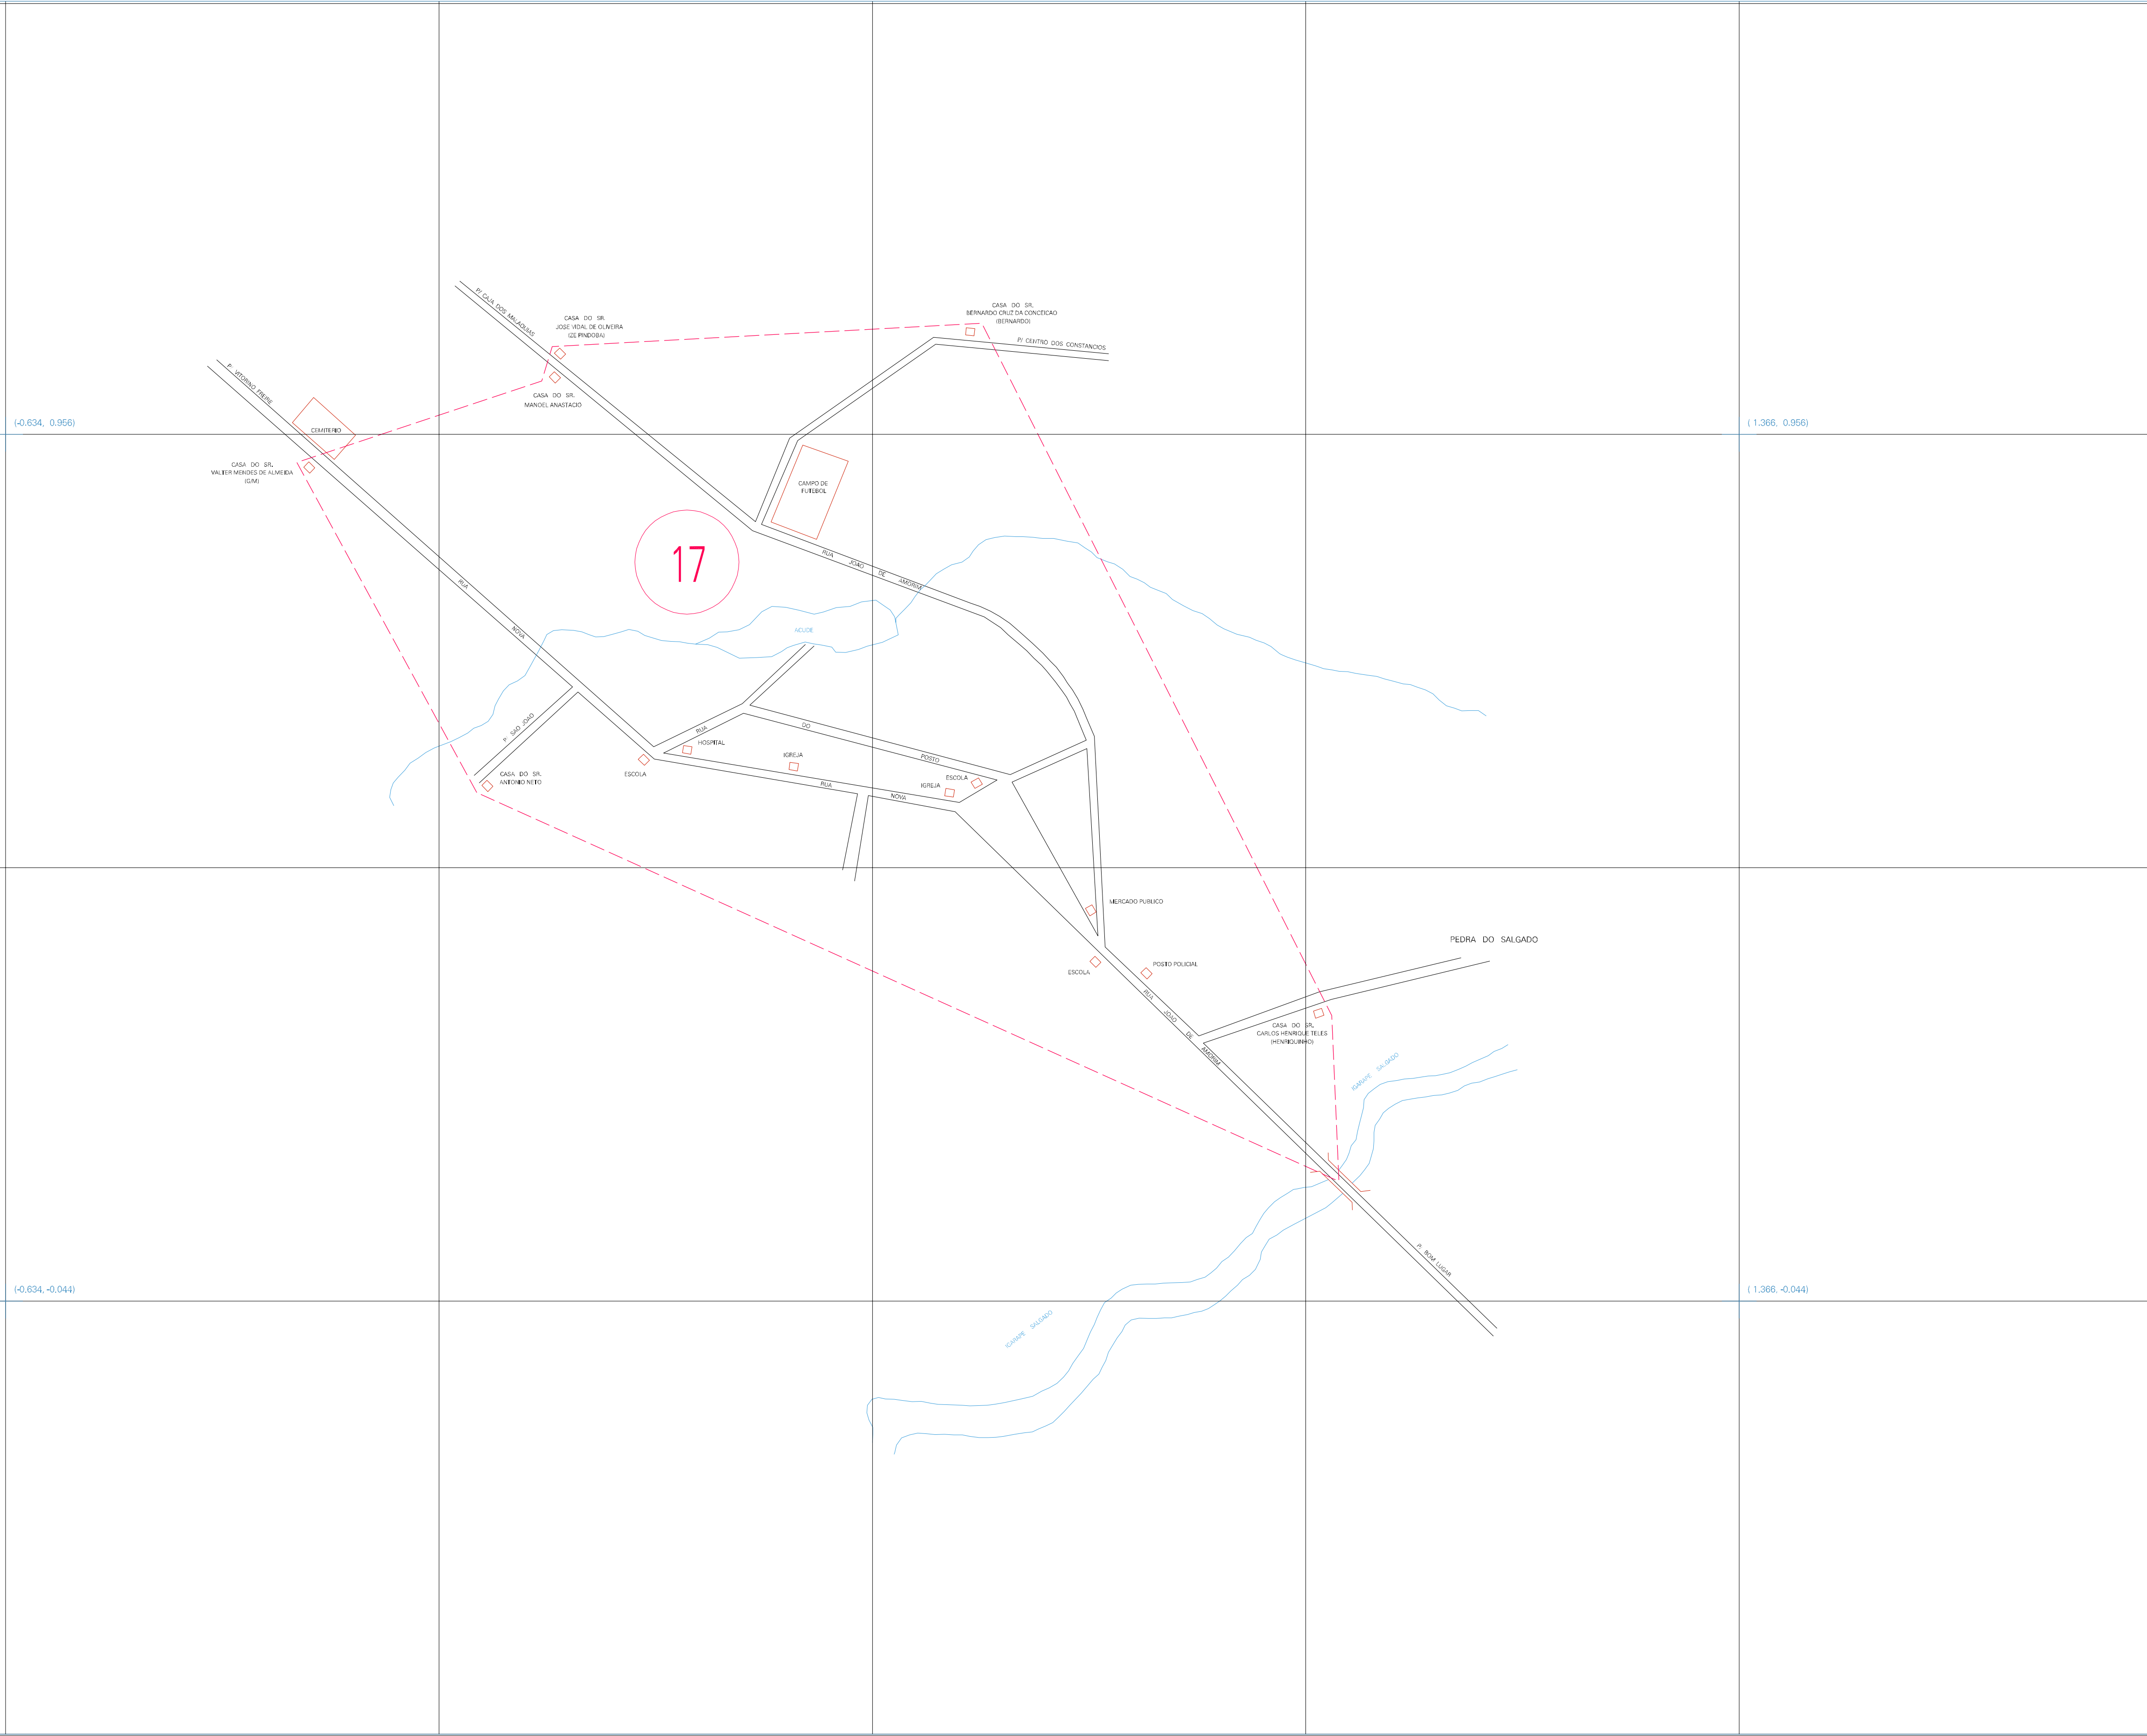 P/ CAJA DOS MALAQUIAS
CASA DO SR.
JOSE VIDAL DE OLIVEIRA
(ZE PINDOBA)
CASA DO SR.
BERNARDO CRUZ DA CONCEICAO
(BERNARDO)
P/ CENTRO DOS CONSTANCIOS
P. VITORINO FREIRE
CASA DO SR.
MANOEL ANASTACIO
(-0.634, 0.956)
(1.366, 0.956)
CEMITERIO
CASA DO SR.
VALTER MENDES DE ALMEIDA
(GIM)
CAMPO DE
FUTEBOL
17
RUA JOAO DE AMORIM
RUA NOVA
ACUDE
P. SAO JOAO
RUA DO POSTO
HOSPITAL
IGREJA
ESCOLA
CASA DO SR.
ANTONIO NETO
ESCOLA
IGREJA
RUA NOVA
MERCADO PUBLICO
PEDRA DO SALGADO
POSTO POLICIAL
ESCOLA
RUA JOAO DE AMORIM
CASA DO SR.
CARLOS HENRIQUE TELES
(HENRIQUINHO)
IGARAPE SALGADO
P. BOM LUGAR
(-0.634, -0.044)
(1.366, -0.044)
IGARAPE SALGADO